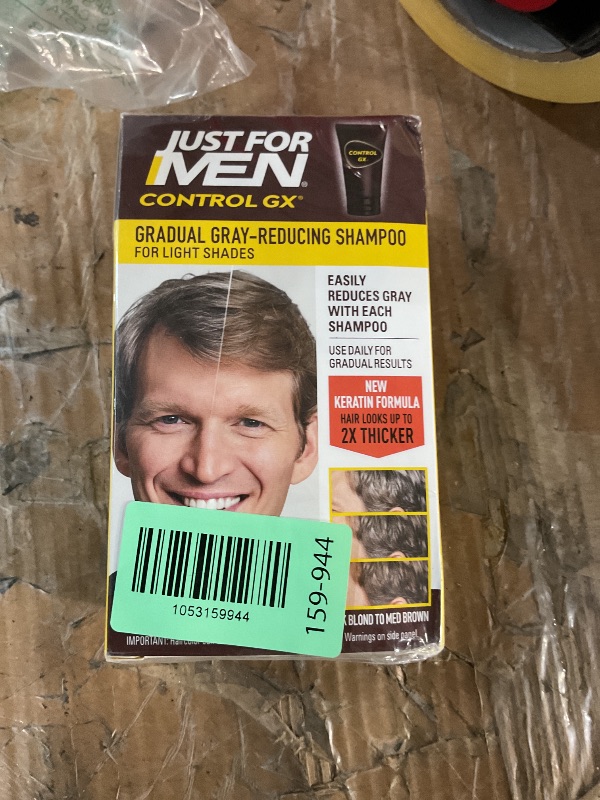 JUST FOR
MEN®
CONTROL GX®
CONTROL
GX
GRADUAL GRAY-REDUCING SHAMPOO
FOR LIGHT SHADES
EASILY
REDUCES GRAY
WITH EACH
SHAMPOO
USE DAILY FOR
GRADUAL RESULTS
NEW
KERATIN FORMULA
HAIR LOOKS UP TO
2X THICKER
1053159944
159-944
BLOND TO MED BROWN
IMPORTANT: Hair
Warnings on side panel